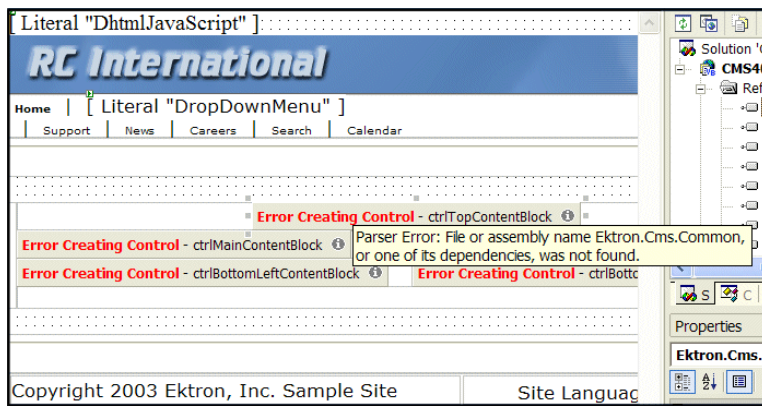 [ Literal "DhtmlJavaScript" ]
RC International
Home | [ Literal "DropDownMenu" ]
| Support | News | Careers | Search | Calendar
Error Creating Control - ctrlTopContentBlock
Error Creating Control - ctrlMainContentBlock
Parser Error: File or assembly name Ektron.Cms.Common,
or one of its dependencies, was not found.
Error Creating Control - ctrlBottomLeftContentBlock Error Creating Control - ctrlBotto
Copyright 2003 Ektron, Inc. Sample Site Site Languag
Solution '
CMS4
Ref
S C
Properties
Ektron.Cms.